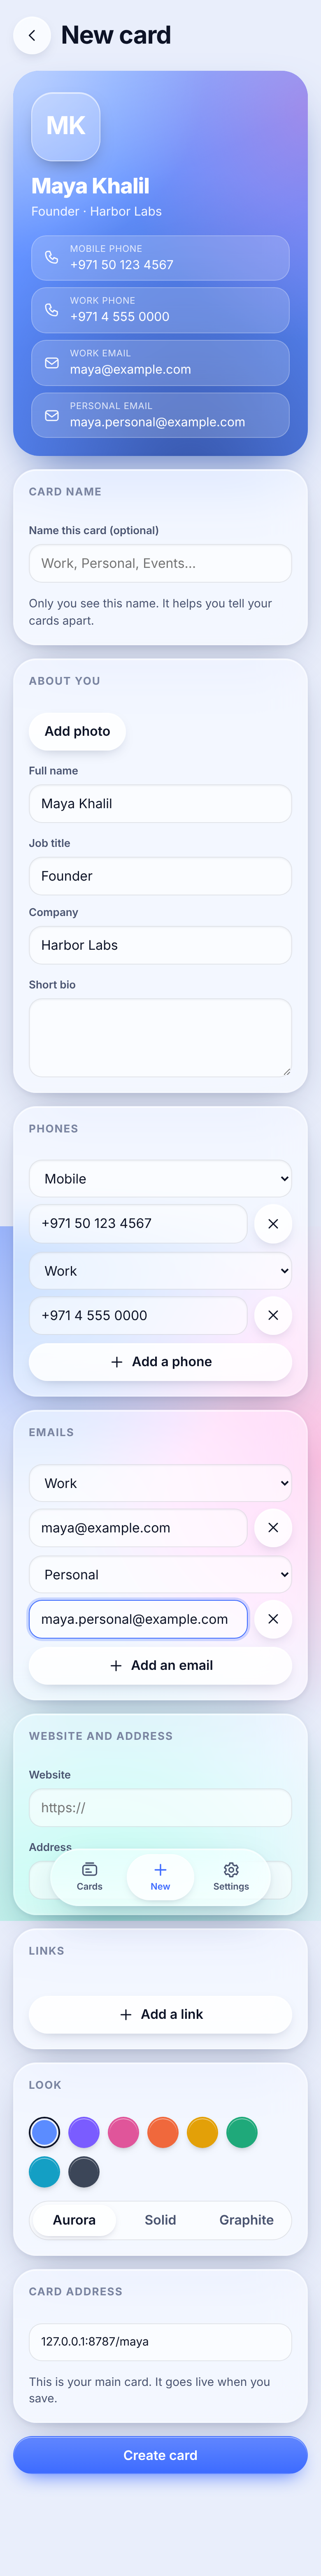 New card
MK
Maya Khalil
Founder · Harbor Labs
MOBILE PHONE
+971 50 123 4567
WORK PHONE
+971 4 555 0000
WORK EMAIL
maya@example.com
PERSONAL EMAIL
maya.personal@example.com
CARD NAME
Name this card (optional)
Work, Personal, Events...
Only you see this name. It helps you tell your
cards apart.
ABOUT YOU
Add photo
Full name
Maya Khalil
Job title
Founder
Company
Harbor Labs
Short bio
PHONES
Mobile
+971 50 123 4567
Work
+971 4 555 0000
Add a phone
EMAILS
Work
maya@example.com
Personal
maya.personal@example.com
Add an email
WEBSITE AND ADDRESS
Website
https://
Address
Cards
New
Settings
LINKS
Add a link
LOOK
Aurora
Solid
Graphite
CARD ADDRESS
127.0.0.1:8787/maya
This is your main card. It goes live when you
save.
Create card